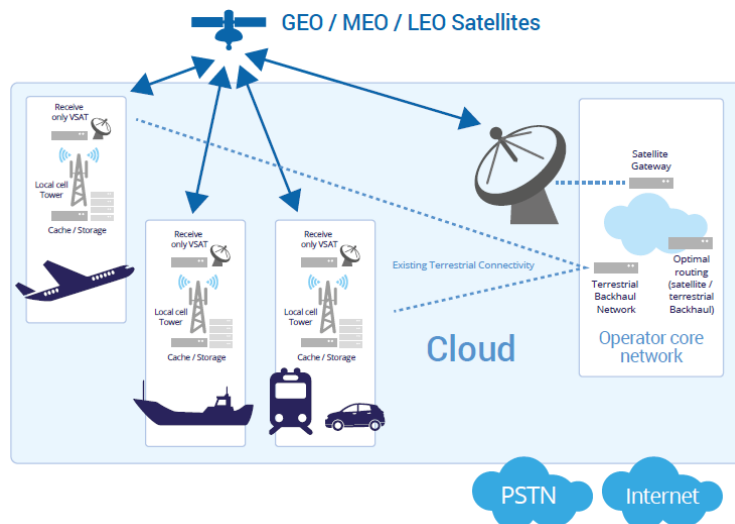 GEO / MEO / LEO Satellites
Receive
only VSAT
Local cell
Tower
Cache / Storage
Receive
only VSAT
Local cell
Tower
Cache / Storage
Receive
only VSAT
Local cell
Tower
Cache / Storage
Existing Terrestrial Connectivity
Cloud
Satellite
Gateway
Terrestrial
Backhaul
Network
Optimal
routing
(satellite /
terrestrial
Backhaul)
Operator core
network
PSTN
Internet